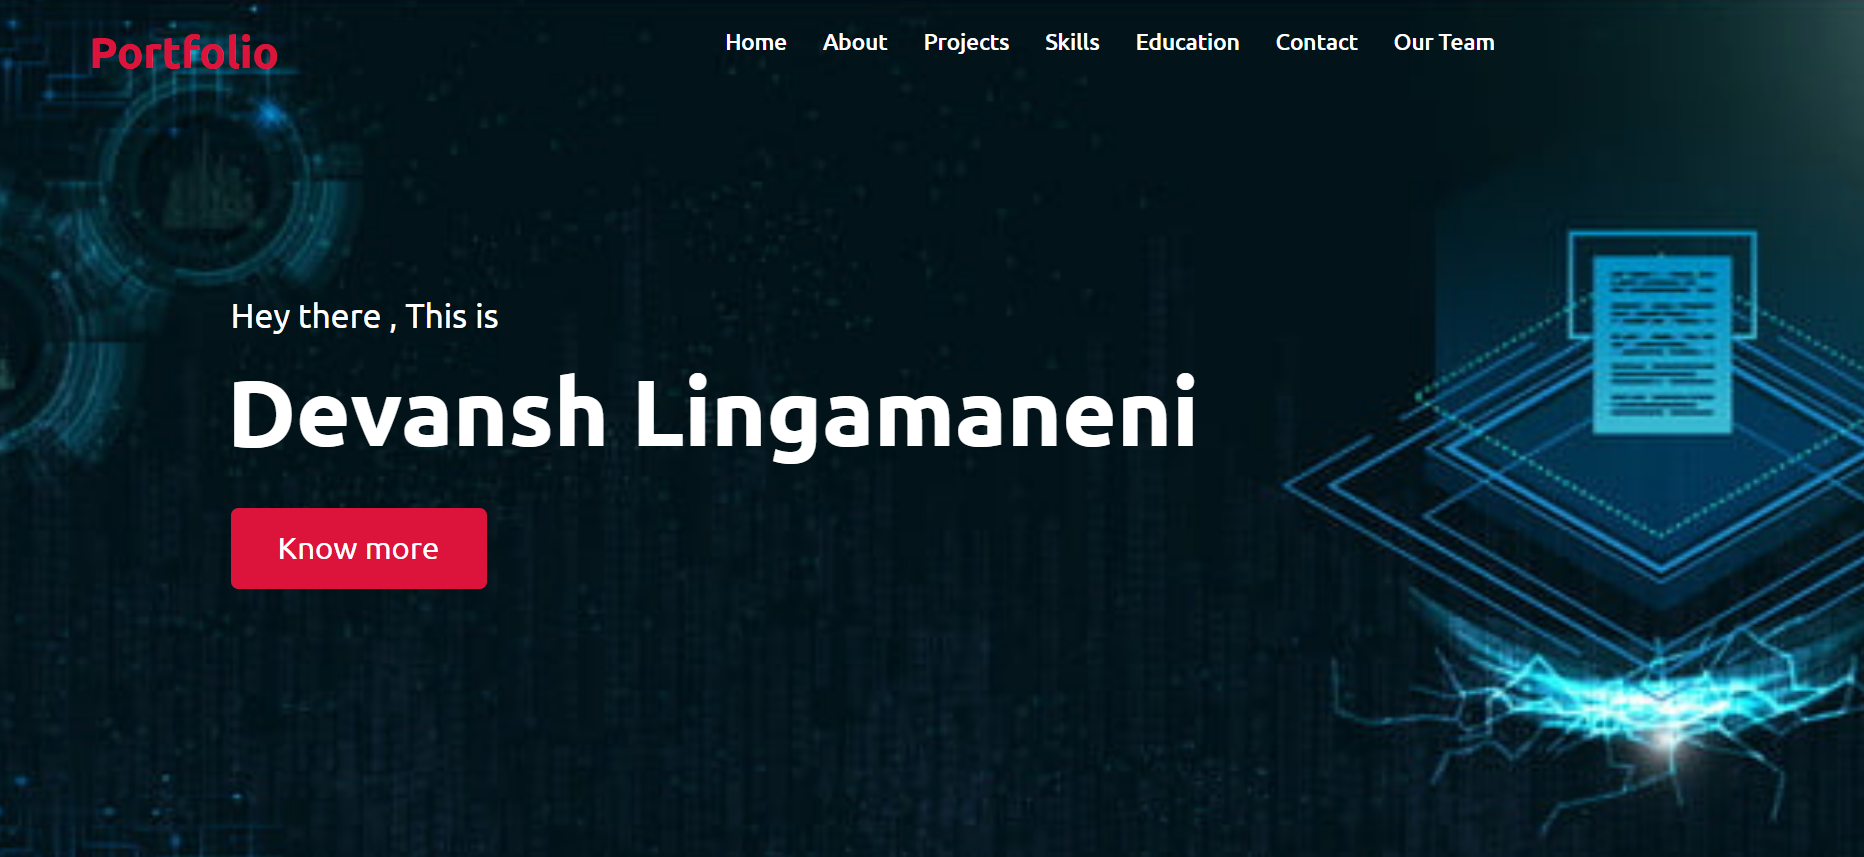 Portfolio
Home About Projects Skills Education Contact Our Team
Hey there , This is
Devansh Lingamaneni
Know more